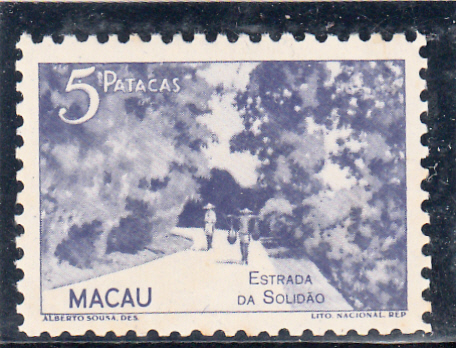 5 PATACAS
ESTRADA
DA SOLIDÃO
MACAU
ALBERTO SOUSA, DES.
LITO. NACIONAL, REP